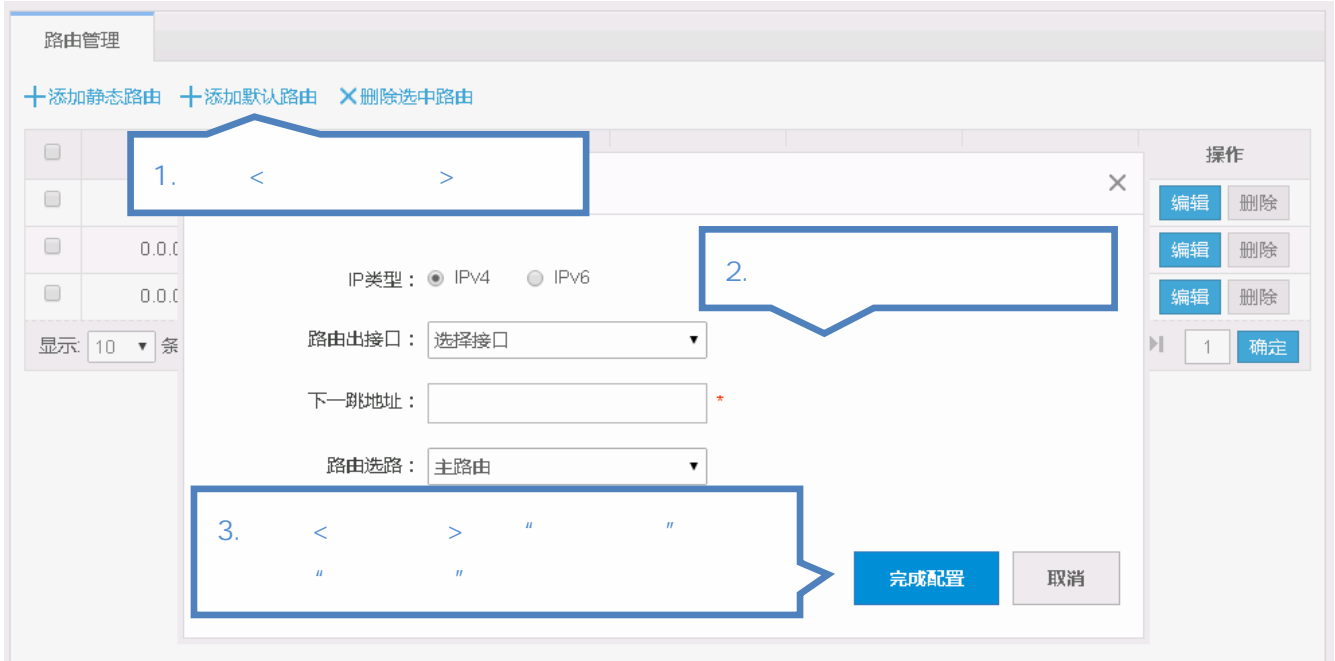 路由管理
添加静态路由 添加默认路由 删除选中路由
操作
1. < >
编辑 删除
0.0.0
编辑 删除
2.
IP类型： IPv4 IPv6
0.0.0
编辑 删除
路由出接口： 选择接口
显示: 10 条
1 确定
下一跳地址： *
路由选路： 主路由
3. < > “ ”
“ ”
完成配置 取消